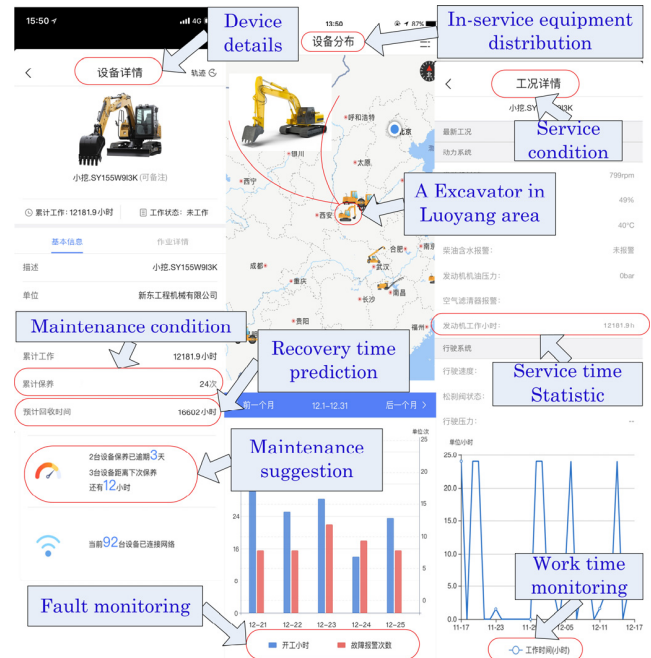 15:50
4G
Device
details
设备详情
轨迹
小挖.SY155W9I3K (可备注)
累计工作: 12181.9小时
工作状态: 未工作
基本信息
作业详情
描述
小挖.SY155W9I3K
单位
新东工程机械有限公司
Maintenance condition
累计工作
12181.9小时
累计保养
24次
预计回收时间
16602小时
2台设备保养已逾期3天
3台设备距离下次保养
还有12小时
当前92台设备已连接网络
Fault monitoring
13:50
87%
设备分布
In-service equipment
distribution
北
呼和浩特
北京
银川
太原
西宁
西安
A Excavator in
Luoyang area
合肥
南京
成都
武汉
重庆
南昌
长沙
贵阳
福州
Recovery time
prediction
前一个月
12.1-12.31
后一个月
Maintenance
suggestion
单位:次
25
20
15
10
5
0
24
16
8
0
12-21
12-22
12-23
12-24
12-25
开工小时
故障报警次数
工况详情
小挖.SY
I3K
Service
condition
最新工况
动力系统
799rpm
49%
40°C
柴油含水报警:
未报警
发动机机油压力:
0bar
空气滤清器报警:
发动机工作小时:
12181.9h
行驶系统
Service time
Statistic
行驶速度:
松刹阀状态:
行驶压力:
--
单位/小时
25.0
20.0
15.0
10.0
5.0
0.0
11-17
11-23
12-05
12-11
12-17
Work time
monitoring
工作时间(小时)